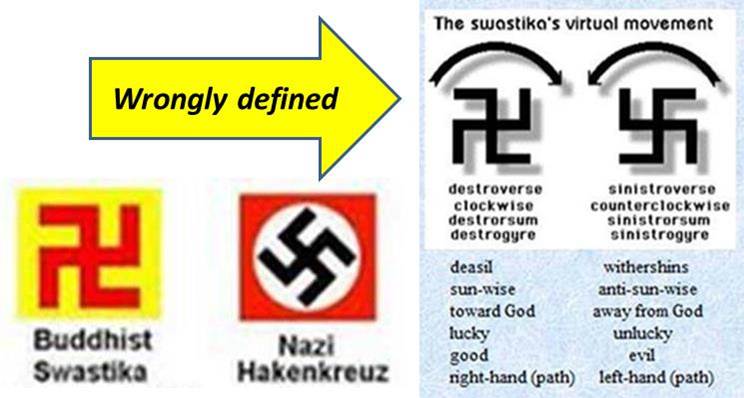 Wrongly defined
Buddhist
Swastika
Nazi
Hakenkreuz
The swastika's virtual movement
destroverse
clockwise
destrorsum
destrogyre
sinistroverse
counterclockwise
sinistrorsum
sinistrogyre
deasil withershins
sun-wise anti-sun-wise
toward God away from God
lucky unlucky
good evil
right-hand (path) left-hand (path)